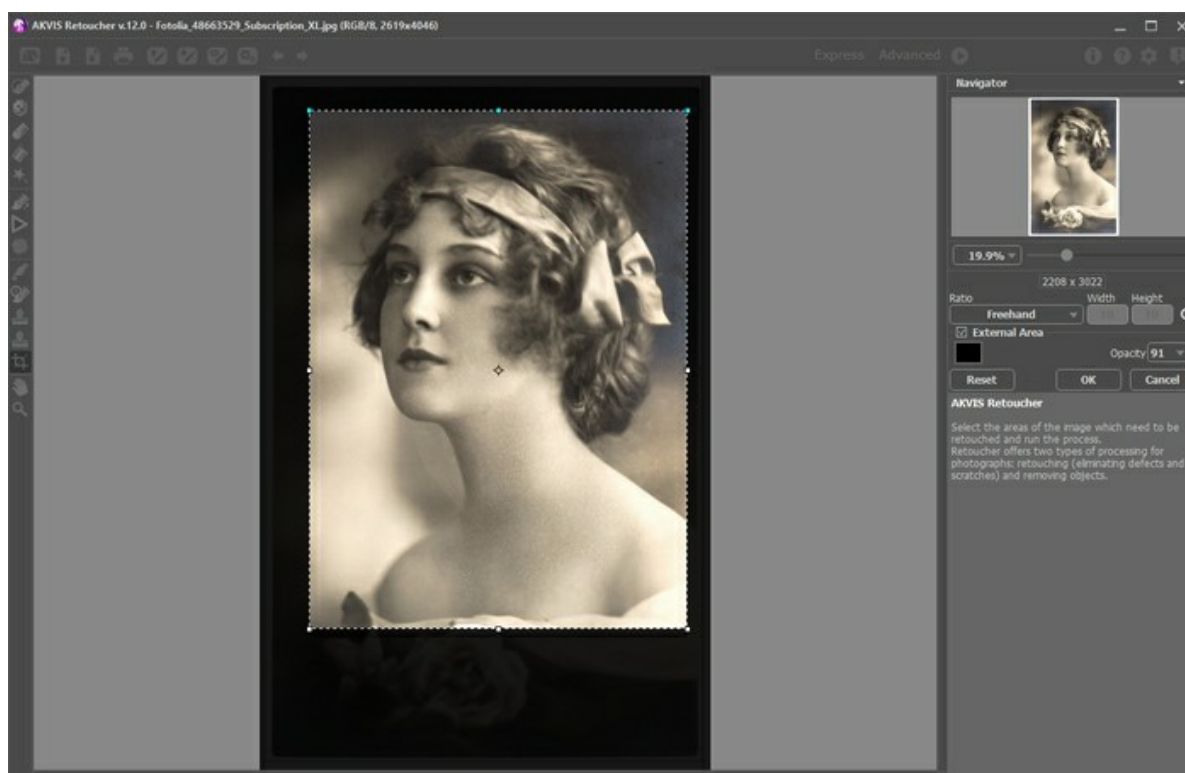 AKVIS Retoucher v.12.0 - Fotolia_48663529_Subscription_XL.jpg (RGB/8, 2619x4046)
Express Advanced
Navigator
19.9%
2208 x 3022
Ratio Width Height
Freehand
External Area
Opacity 91
Reset OK Cancel
AKVIS Retoucher
Select the areas of the image which need to be
retouched and run the process.
Retoucher offers two types of processing for
photographs: retouching (eliminating defects and
scratches) and removing objects.